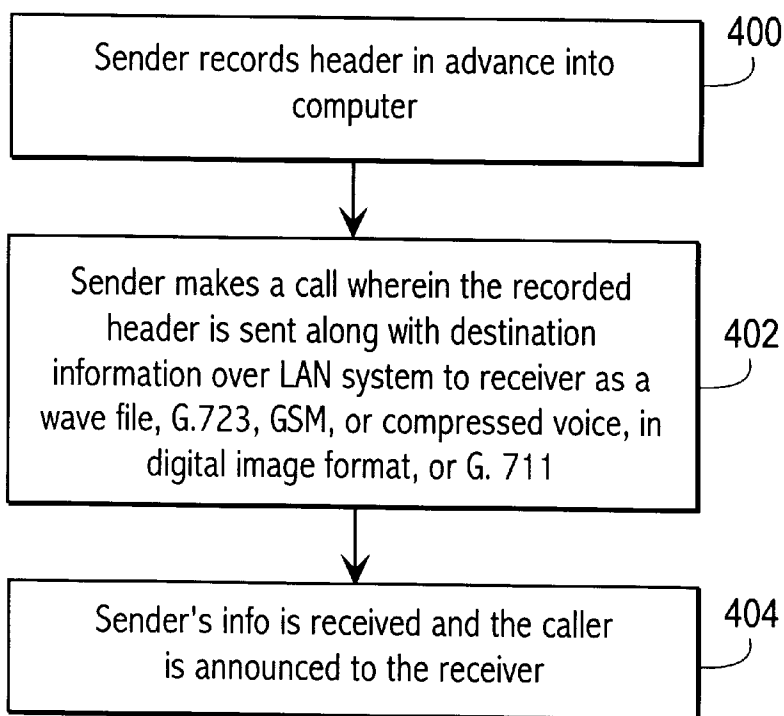 400
Sender records header in advance into
computer
402
Sender makes a call wherein the recorded
header is sent along with destination
information over LAN system to receiver as a
wave file, G.723, GSM, or compressed voice, in
digital image format, or G. 711
404
Sender's info is received and the caller
is announced to the receiver